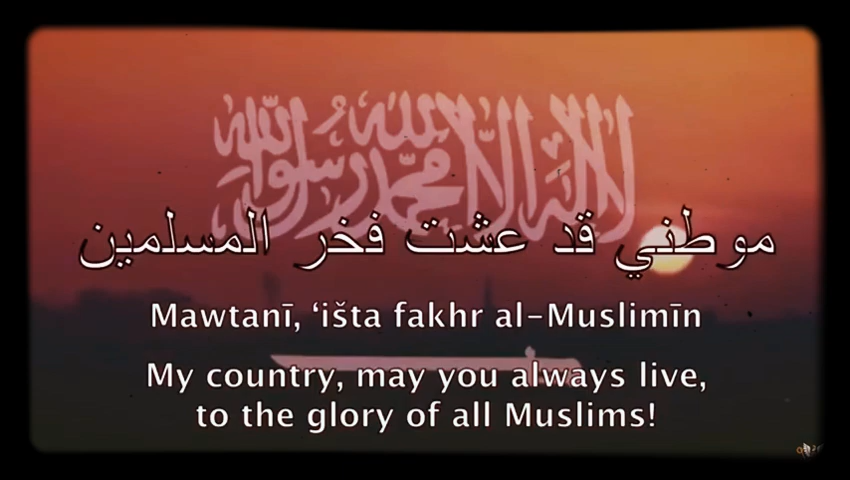 لا إله إلا الله محمد رسول الله
موطني قد عشت فخر المسلمين
Mawtanī, ‘išta fakhr al-Muslimīn
My country, may you always live,
to the glory of all Muslims!